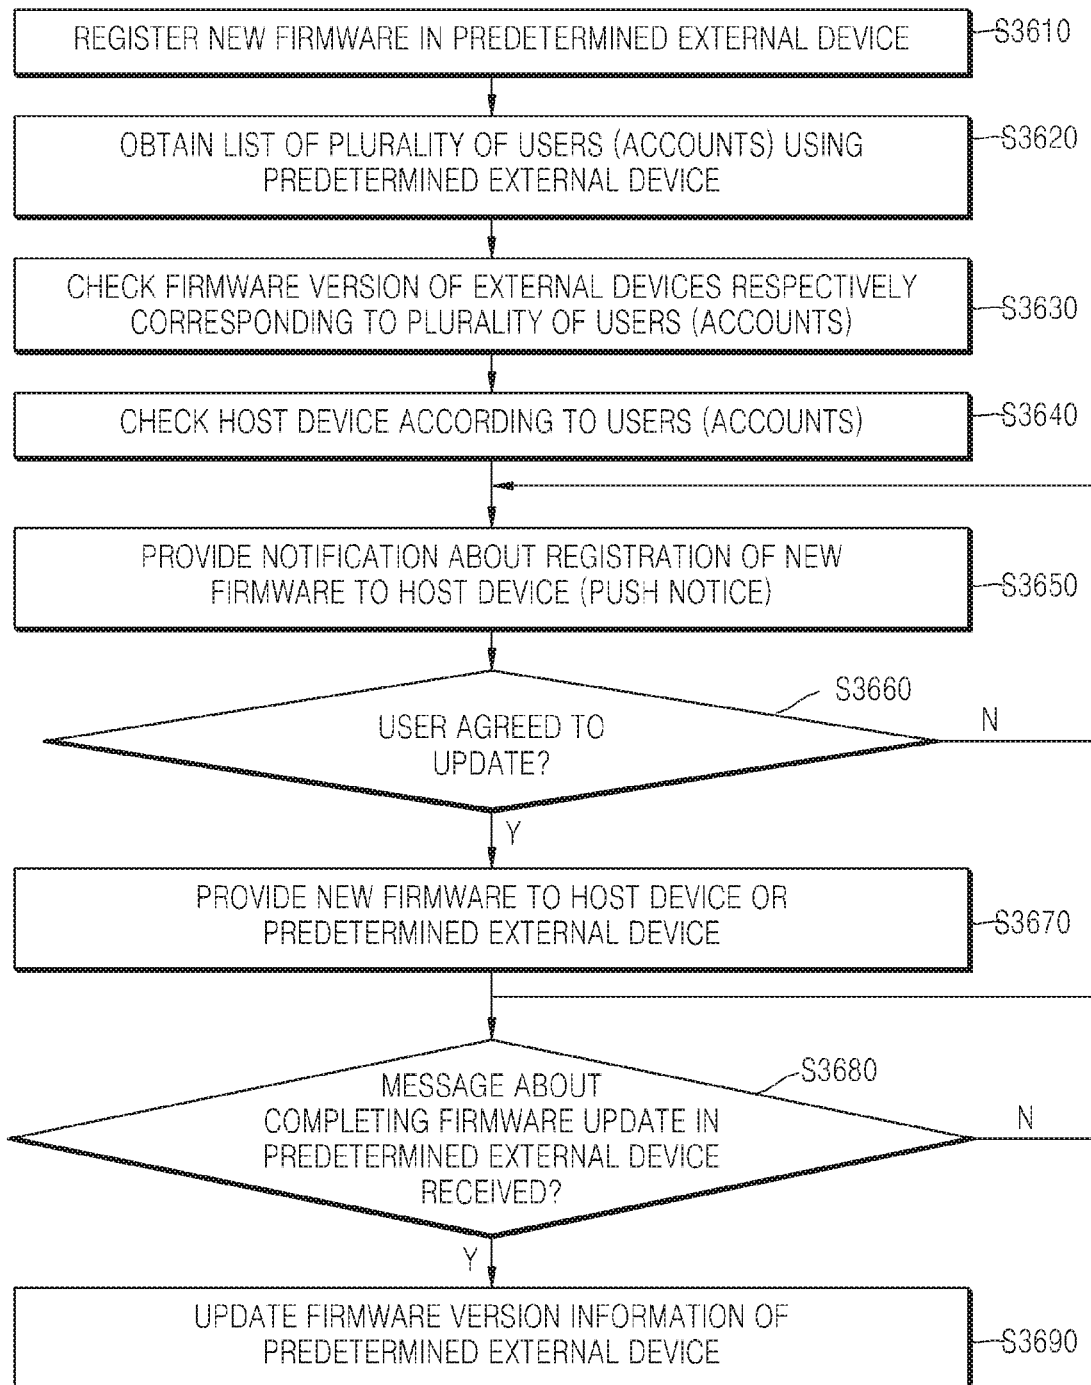 REGISTER NEW FIRMWARE IN PREDETERMINED EXTERNAL DEVICE
S3610
OBTAIN LIST OF PLURALITY OF USERS (ACCOUNTS) USING
PREDETERMINED EXTERNAL DEVICE
S3620
CHECK FIRMWARE VERSION OF EXTERNAL DEVICES RESPECTIVELY
CORRESPONDING TO PLURALITY OF USERS (ACCOUNTS)
S3630
CHECK HOST DEVICE ACCORDING TO USERS (ACCOUNTS)
S3640
PROVIDE NOTIFICATION ABOUT REGISTRATION OF NEW
FIRMWARE TO HOST DEVICE (PUSH NOTICE)
S3650
S3660
USER AGREED TO
UPDATE?
N
Y
PROVIDE NEW FIRMWARE TO HOST DEVICE OR
PREDETERMINED EXTERNAL DEVICE
S3670
S3680
MESSAGE ABOUT
COMPLETING FIRMWARE UPDATE IN
PREDETERMINED EXTERNAL DEVICE
RECEIVED?
N
Y
UPDATE FIRMWARE VERSION INFORMATION OF
PREDETERMINED EXTERNAL DEVICE
S3690